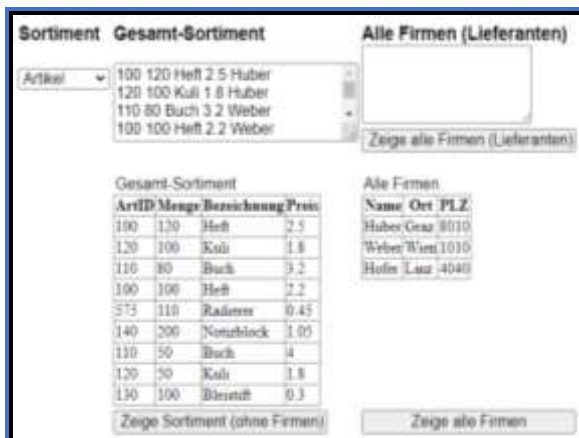 Sortiment Gesamt-Sortiment Alle Firmen (Lieferanten)
Artikel
100 120 Heft 2.5 Huber
120 100 Kuli 1.8 Huber
110 80 Buch 3.2 Weber
100 100 Heft 2.2 Weber
Zeige alle Firmen (Lieferanten)
Gesamt-Sortiment
ArtID Menge Bezeichnung Preis
100 120 Heft 2.5
120 100 Kuli 1.8
110 80 Buch 3.2
100 100 Heft 2.2
575 110 Radierer 0.45
140 200 Notizblock 1.05
110 50 Buch 4
120 50 Kuli 1.8
130 100 Bleistift 0.3
Zeige Sortiment (ohne Firmen)
Alle Firmen
Name Ort PLZ
Huber Graz 8010
Weber Wien 1010
Hofer Linz 4040
Zeige alle Firmen